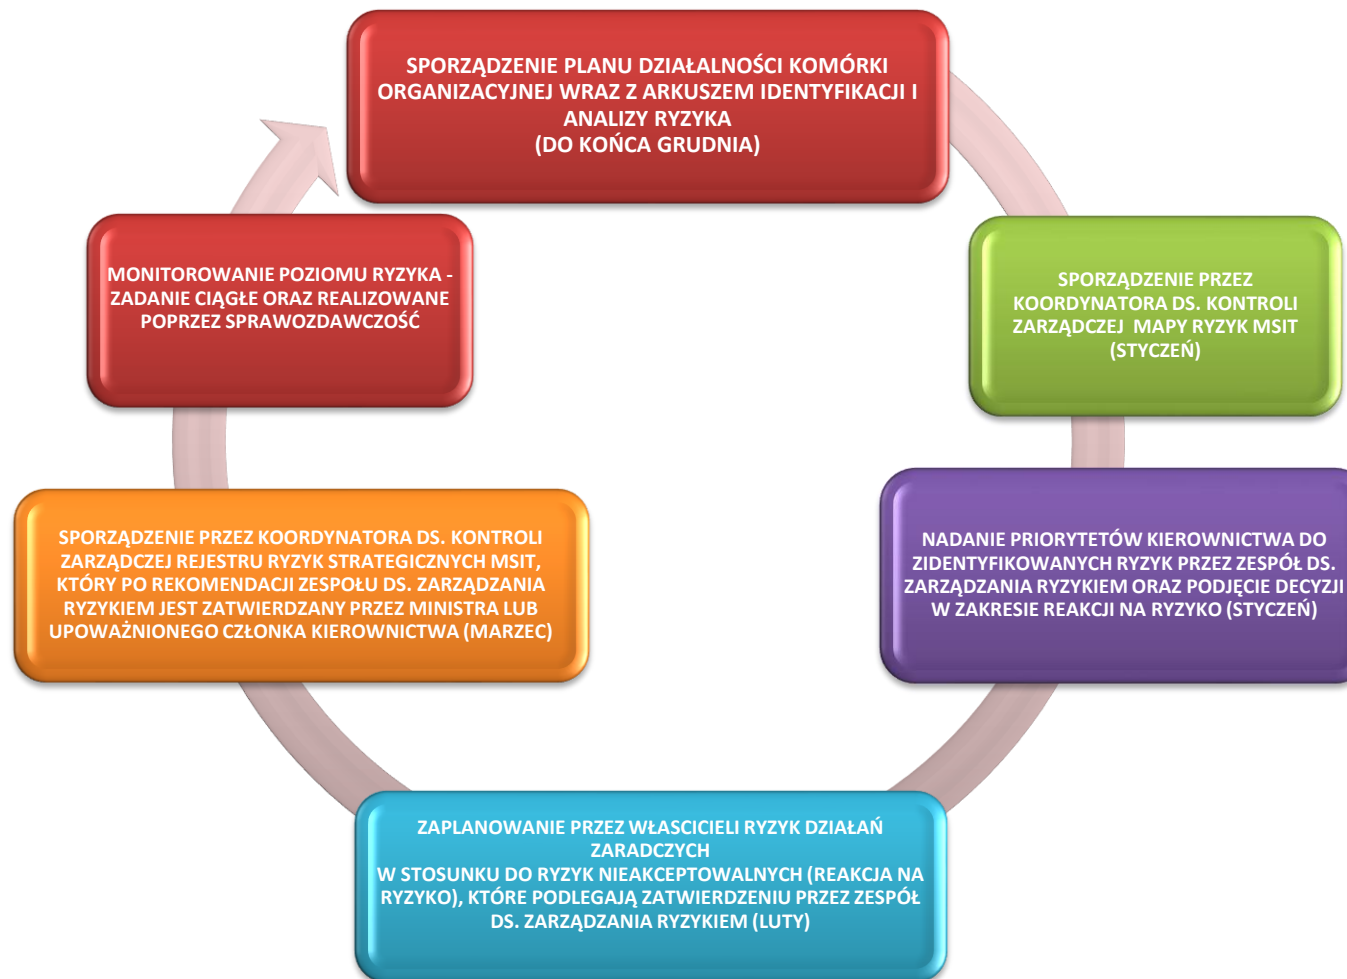 SPORZĄDZENIE PLANU DZIAŁALNOŚCI KOMÓRKI
ORGANIZACYJNEJ WRAZ Z ARKUSZEM IDENTYFIKACJI I
ANALIZY RYZYKA
(DO KOŃCA GRUDNIA)
SPORZĄDZENIE PRZEZ
KOORDYNATORA DS. KONTROLI
ZARZĄDCZEJ MAPY RYZYK MSIT
(STYCZEŃ)
NADANIE PRIORYTETÓW KIEROWNICTWA DO
ZIDENTYFIKOWANYCH RYZYK PRZEZ ZESPÓŁ DS.
ZARZĄDZANIA RYZYKIEM ORAZ PODJĘCIE DECYZJI
W ZAKRESIE REAKCJI NA RYZYKO (STYCZEŃ)
ZAPLANOWANIE PRZEZ WŁASCICIELI RYZYK DZIAŁAŃ
ZARADCZYCH
W STOSUNKU DO RYZYK NIEAKCEPTOWALNYCH (REAKCJA NA
RYZYKO), KTÓRE PODLEGAJĄ ZATWIERDZENIU PRZEZ ZESPÓŁ
DS. ZARZĄDZANIA RYZYKIEM (LUTY)
SPORZĄDZENIE PRZEZ KOORDYNATORA DS. KONTROLI
ZARZĄDCZEJ REJESTRU RYZYK STRATEGICZNYCH MSIT,
KTÓRY PO REKOMENDACJI ZESPOŁU DS. ZARZĄDZANIA
RYZYKIEM JEST ZATWIERDZANY PRZEZ MINISTRA LUB
UPOWAŻNIONEGO CZŁONKA KIEROWNICTWA (MARZEC)
MONITOROWANIE POZIOMU RYZYKA -
ZADANIE CIĄGŁE ORAZ REALIZOWANE
POPRZEZ SPRAWOZDAWCZOŚĆ